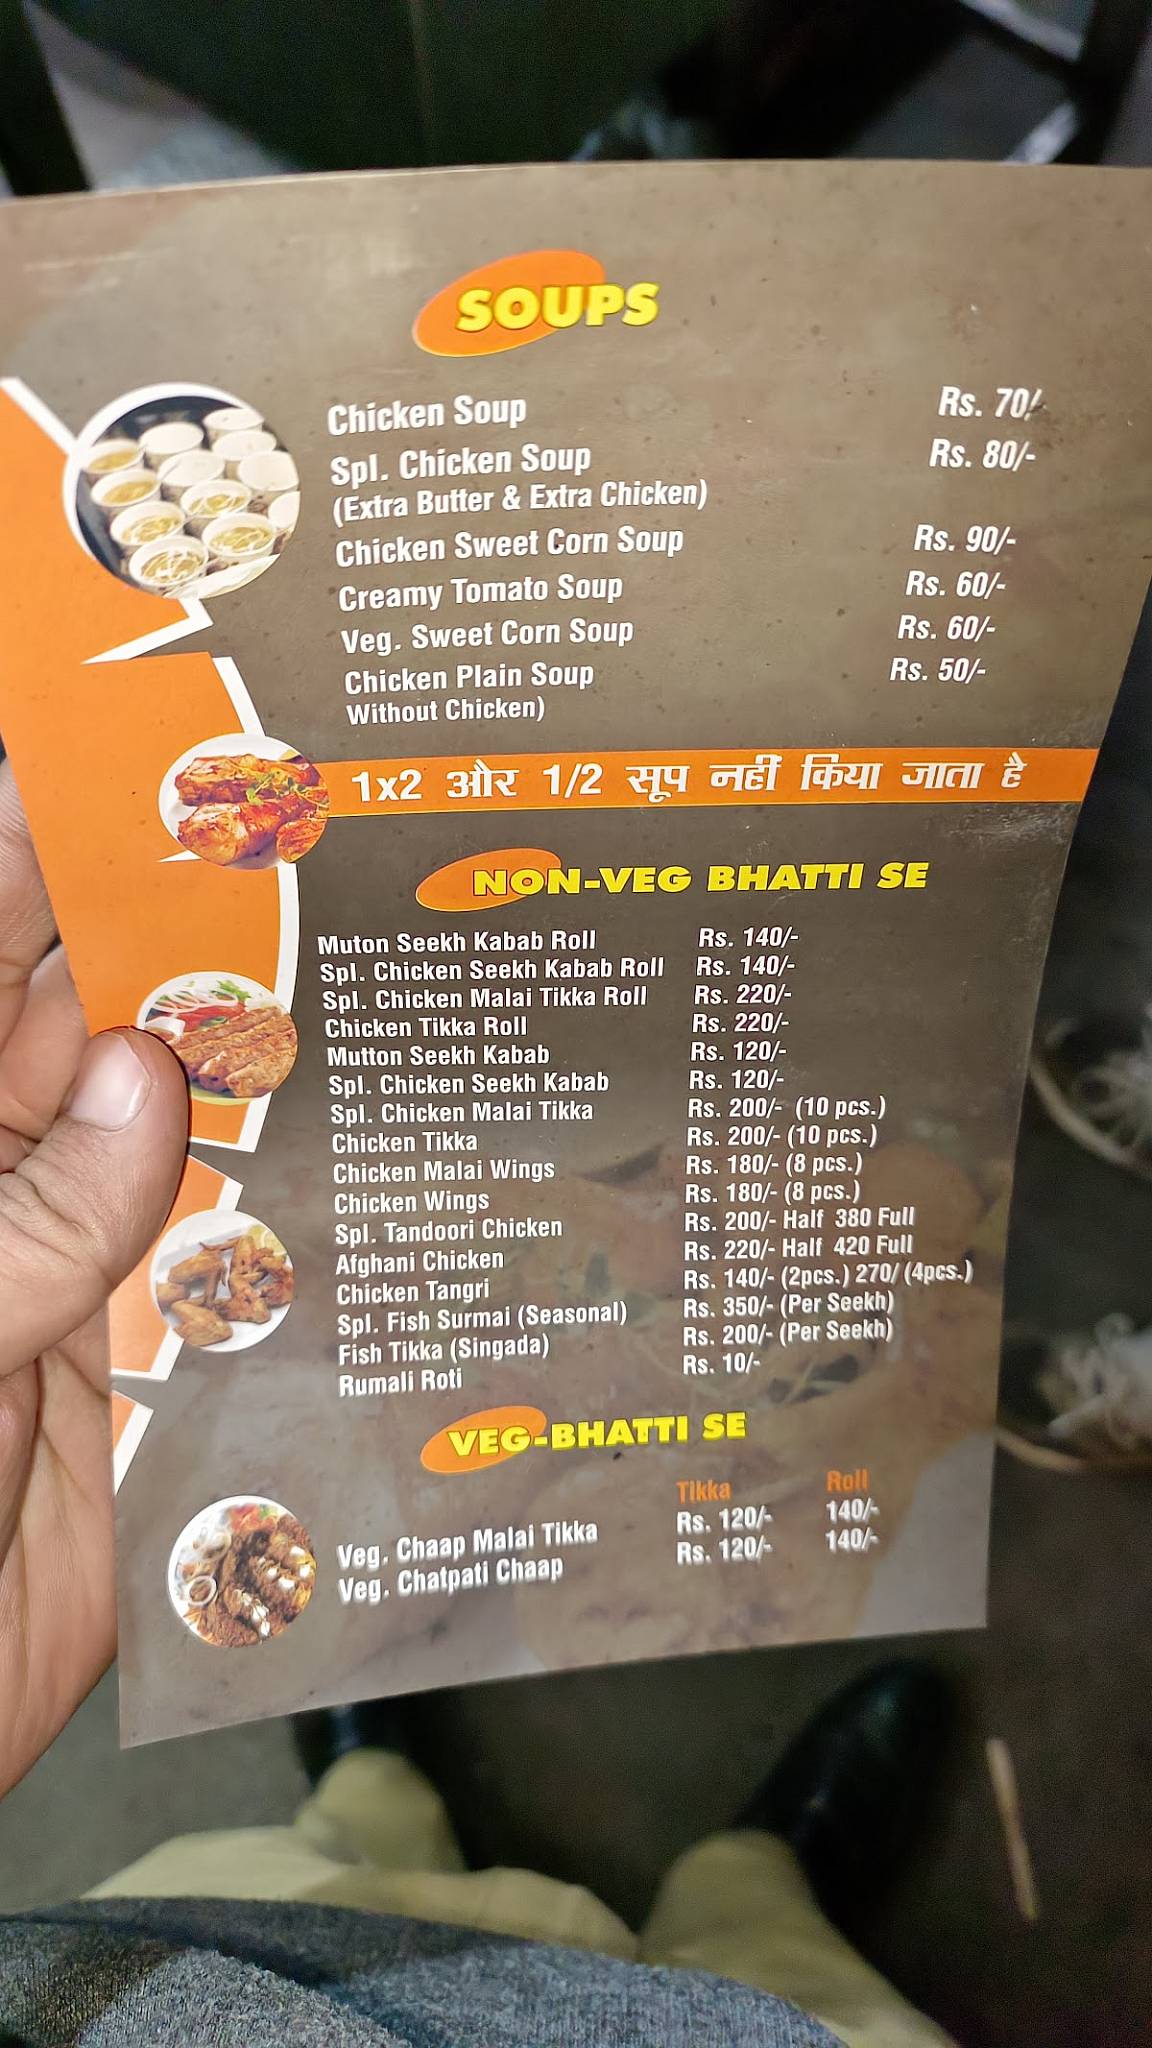 SOUPS
Chicken Soup Rs. 70/-
Spl. Chicken Soup Rs. 80/-
(Extra Butter & Extra Chicken)
Chicken Sweet Corn Soup Rs. 90/-
Creamy Tomato Soup Rs. 60/-
Veg. Sweet Corn Soup Rs. 60/-
Chicken Plain Soup Rs. 50/-
Without Chicken)
1x2 और 1/2 सूप नहीं किया जाता है
NON-VEG BHATTI SE
Muton Seekh Kabab Roll Rs. 140/-
Spl. Chicken Seekh Kabab Roll Rs. 140/-
Spl. Chicken Malai Tikka Roll Rs. 220/-
Chicken Tikka Roll Rs. 220/-
Mutton Seekh Kabab Rs. 120/-
Spl. Chicken Seekh Kabab Rs. 120/-
Spl. Chicken Malai Tikka Rs. 200/- (10 pcs.)
Chicken Tikka Rs. 200/- (10 pcs.)
Chicken Malai Wings Rs. 180/- (8 pcs.)
Chicken Wings Rs. 180/- (8 pcs.)
Spl. Tandoori Chicken Rs. 200/- Half 380 Full
Afghani Chicken Rs. 220/- Half 420 Full
Chicken Tangri Rs. 140/- (2pcs.) 270/ (4pcs.)
Spl. Fish Surmai (Seasonal) Rs. 350/- (Per Seekh)
Fish Tikka (Singada) Rs. 200/- (Per Seekh)
Rumali Roti Rs. 10/-
VEG-BHATTI SE
Tikka Roll
Veg. Chaap Malai Tikka Rs. 120/- 140/-
Veg. Chatpati Chaap Rs. 120/- 140/-